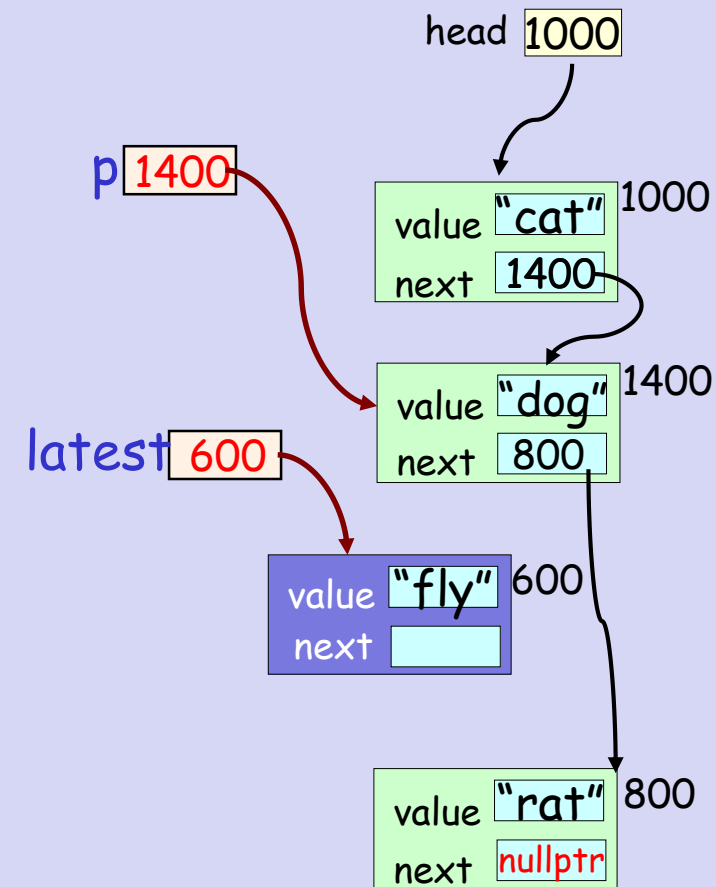 head 1000
p 1400
value "cat" 1000
next 1400
value "dog" 1400
next 800
latest 600
value "fly" 600
next
value "rat" 800
next nullptr